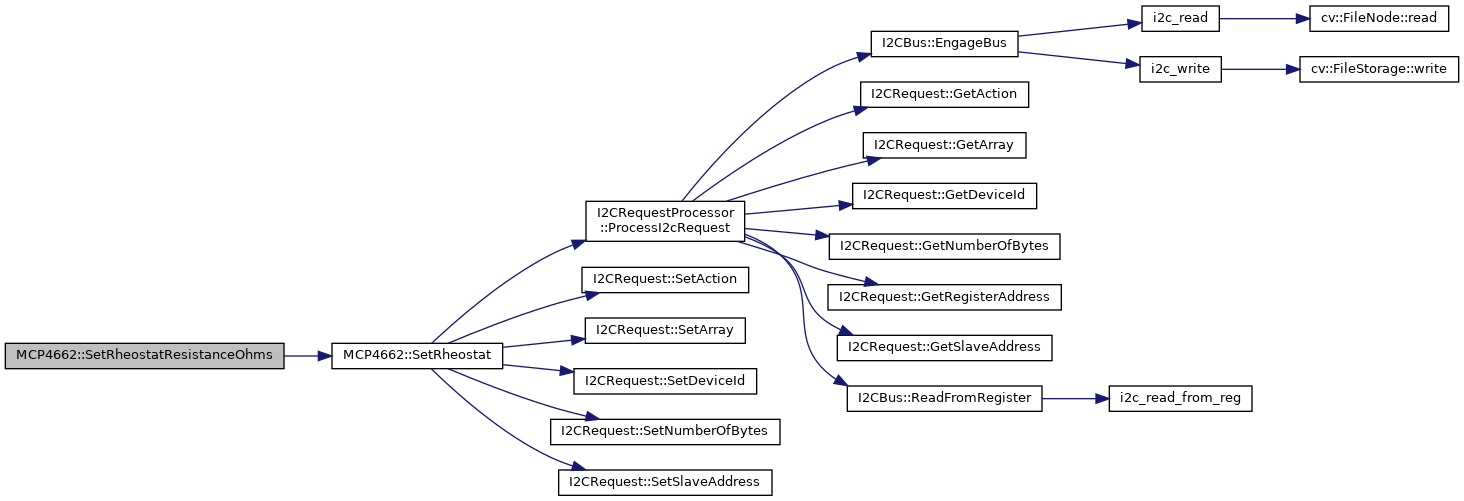 MCP4662::SetRheostatResistanceOhms
MCP4662::SetRheostat
I2CRequestProcessor
::ProcessI2cRequest
I2CRequest::SetAction
I2CRequest::SetArray
I2CRequest::SetDeviceId
I2CRequest::SetNumberOfBytes
I2CRequest::SetSlaveAddress
I2CBus::EngageBus
I2CRequest::GetAction
I2CRequest::GetArray
I2CRequest::GetDeviceId
I2CRequest::GetNumberOfBytes
I2CRequest::GetRegisterAddress
I2CRequest::GetSlaveAddress
I2CBus::ReadFromRegister
i2c_read
i2c_write
i2c_read_from_reg
cv::FileNode::read
cv::FileStorage::write